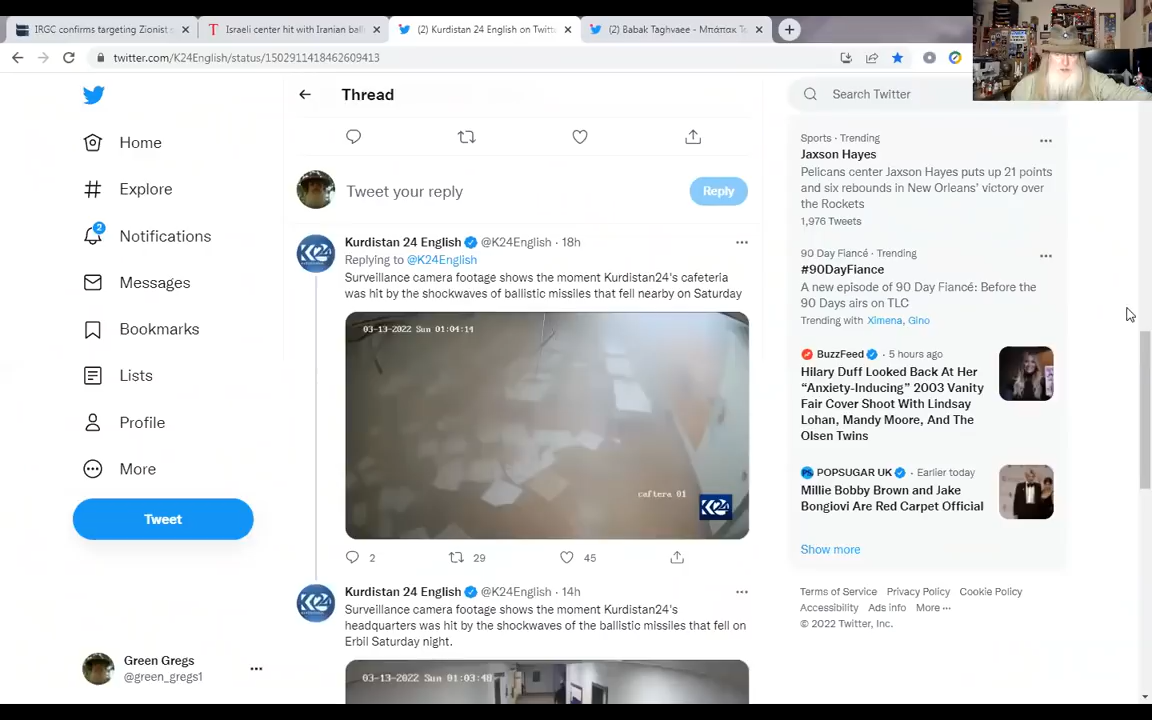 IRGC confirms targeting Zionist s
Israeli center hit with Iranian ball
(2) Kurdistan 24 English on Twitt
(2) Babak Taghvaee - Μπάπακ Τ
twitter.com/K24English/status/1502911418462609413
Home
Explore
2
Notifications
Messages
Bookmarks
Lists
Profile
More
Tweet
Green Gregs
@green_gregs1
Thread
Tweet your reply
Reply
Kurdistan 24 English @K24English · 18h
Replying to @K24English
Surveillance camera footage shows the moment Kurdistan24's cafeteria
was hit by the shockwaves of ballistic missiles that fell nearby on Saturday
03-13-2022 Sun 01:04:14
caftera 01
K24
2
29
45
Kurdistan 24 English @K24English · 14h
Surveillance camera footage shows the moment Kurdistan24's
headquarters was hit by the shockwaves of the ballistic missiles that fell on
Erbil Saturday night.
03-13-2022 Sun 01:03:48
Search Twitter
Sports · Trending
Jaxson Hayes
Pelicans center Jaxson Hayes puts up 21 points
and six rebounds in New Orleans' victory over
the Rockets
1,976 Tweets
90 Day Fiancé · Trending
#90DayFiance
A new episode of 90 Day Fiancé: Before the
90 Days airs on TLC
Trending with Ximena, Gino
BuzzFeed · 5 hours ago
Hilary Duff Looked Back At Her
“Anxiety-Inducing” 2003 Vanity
Fair Cover Shoot With Lindsay
Lohan, Mandy Moore, And The
Olsen Twins
POPSUGAR UK · Earlier today
Millie Bobby Brown and Jake
Bongiovi Are Red Carpet Official
Show more
Terms of Service Privacy Policy Cookie Policy
Accessibility Ads info More ···
© 2022 Twitter, Inc.